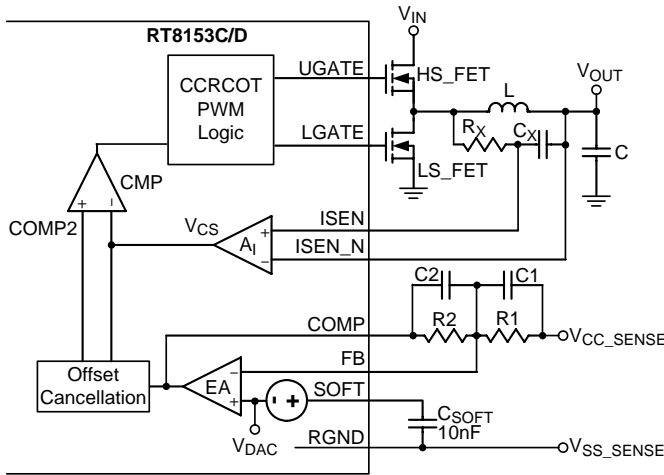 RT8153C/D
VIN
UGATE
HS_FET
CCRCOT
PWM
Logic
VOUT
L
RX
CX
C
LGATE
LS_FET
CMP
+
−
COMP2
VCS
AI
+
−
ISEN
ISEN_N
C2
C1
COMP
R2
R1
VCC_SENSE
FB
Offset
Cancellation
EA
−
+
- +
SOFT
CSOFT
10nF
VDAC
RGND
VSS_SENSE